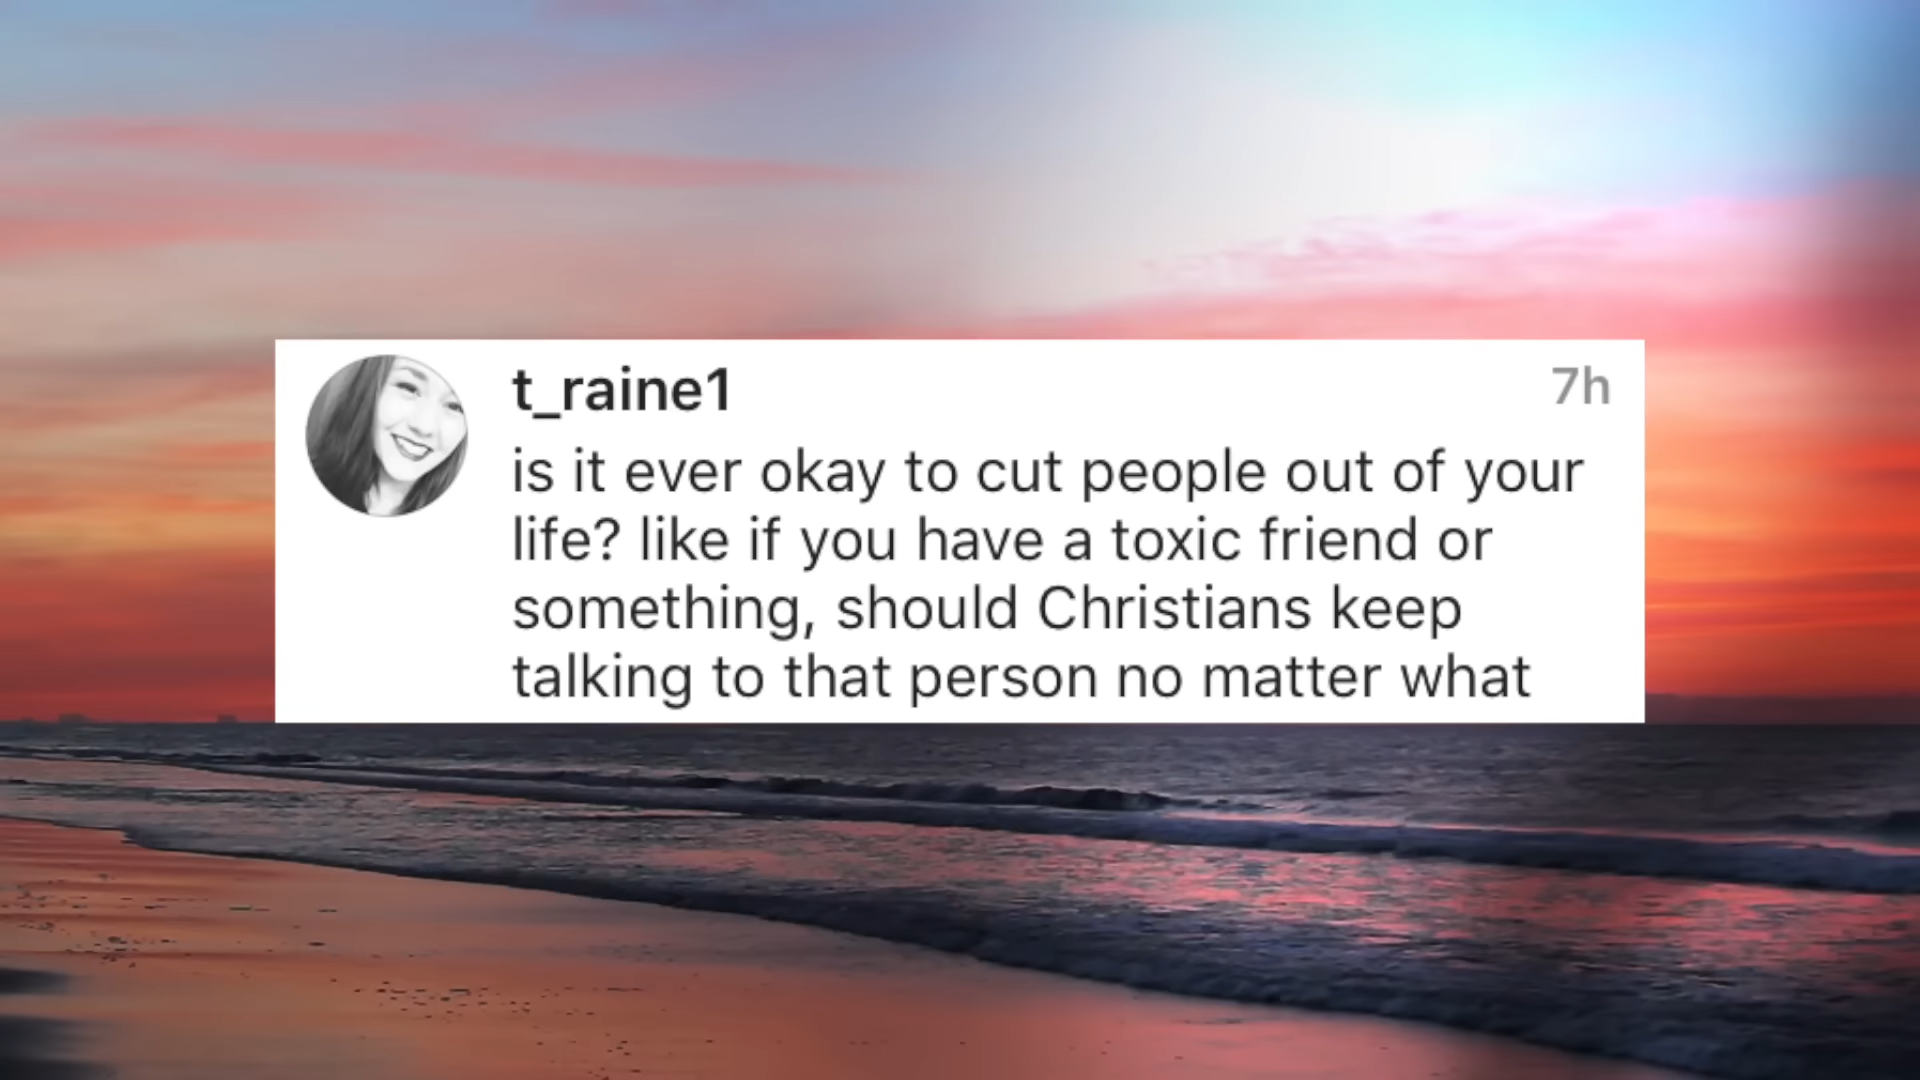 t_raine1 7h
is it ever okay to cut people out of your
life? like if you have a toxic friend or
something, should Christians keep
talking to that person no matter what